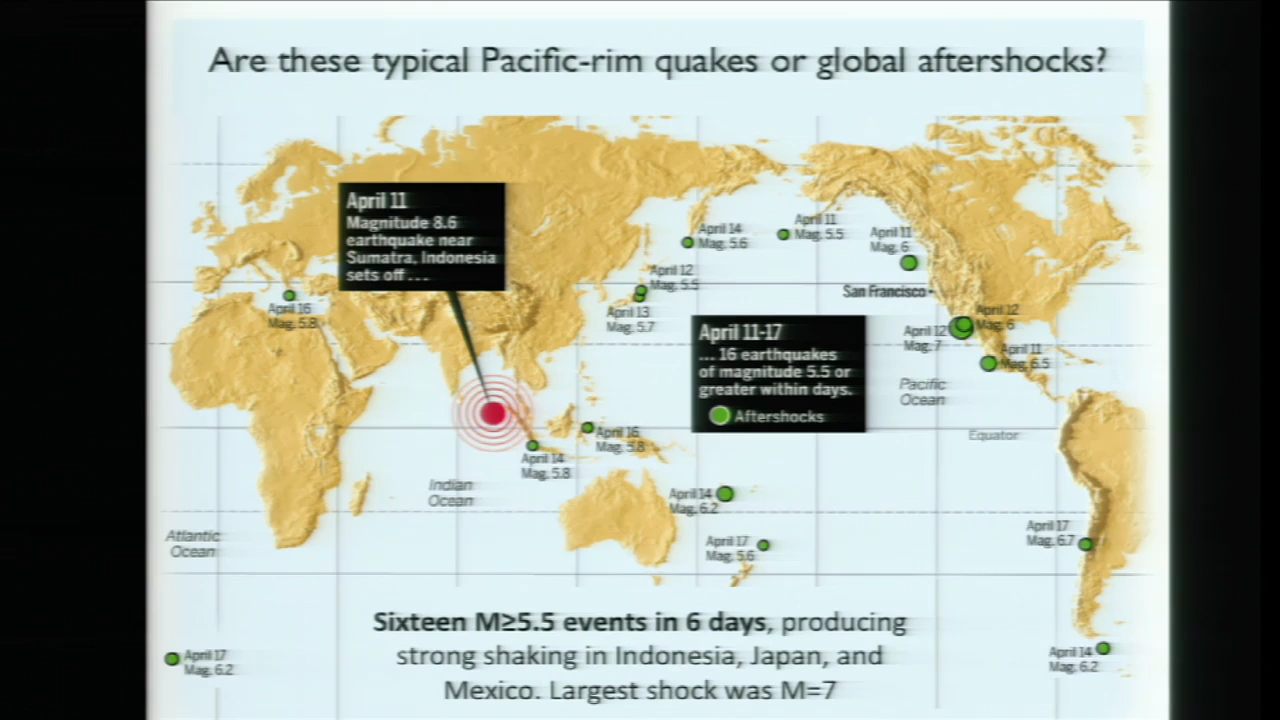 Are these typical Pacific-rim quakes or global aftershocks?
April 11
Magnitude 8.6
earthquake near
Sumatra, Indonesia
sets off ...
April 14
Mag. 5.6
April 11
Mag. 5.5
April 11
Mag. 6
April 12
Mag. 5.5
San Francisco
April 16
Mag. 5.8
April 13
Mag. 5.7
April 11-17
... 16 earthquakes
of magnitude 5.5 or
greater within days.
Aftershocks
April 12
Mag. 7
April 12
Mag. 6
April 11
Mag. 6.5
Pacific
Ocean
Equator
April 16
Mag. 5.8
April 14
Mag. 5.8
Indian
Ocean
April 14
Mag. 6.2
Atlantic
Ocean
April 17
Mag. 5.6
April 17
Mag. 6.7
Sixteen M≥5.5 events in 6 days, producing
strong shaking in Indonesia, Japan, and
Mexico. Largest shock was M=7
April 17
Mag. 6.2
April 14
Mag. 6.2